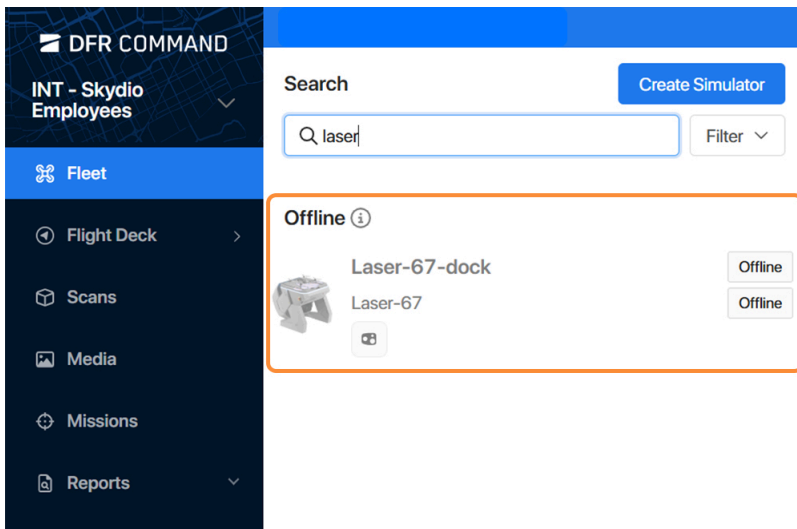 DFR COMMAND
INT - Skydio
Employees
Fleet
Flight Deck
Scans
Media
Missions
Reports
Search
Create Simulator
laser
Filter
Offline
Laser-67-dock
Offline
Laser-67
Offline